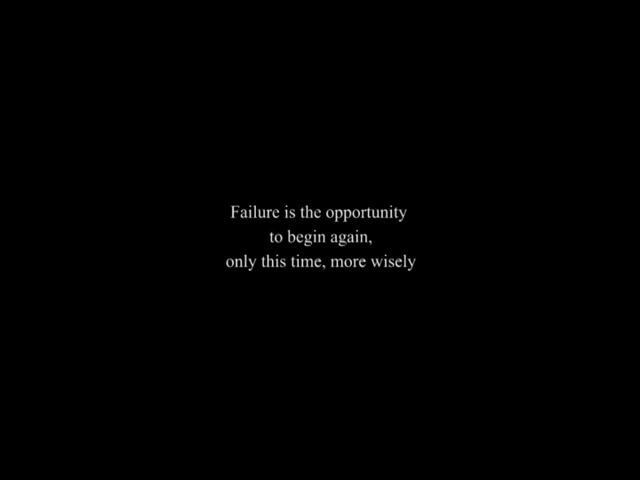 Failure is the opportunity
to begin again,
only this time, more wisely